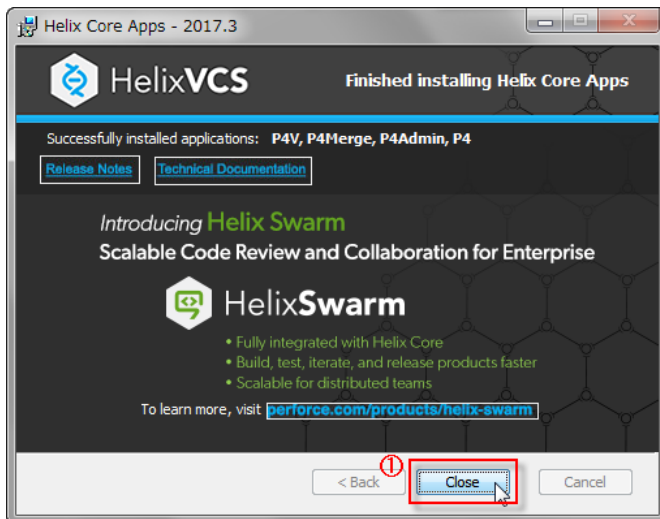 Helix Core Apps - 2017.3
HelixVCS
Finished installing Helix Core Apps
Successfully installed applications: P4V, P4Merge, P4Admin, P4
Release Notes
Technical Documentation
Introducing Helix Swarm
Scalable Code Review and Collaboration for Enterprise
HelixSwarm
• Fully integrated with Helix Core
• Build, test, iterate, and release products faster
• Scalable for distributed teams
To learn more, visit perforce.com/products/helix-swarm
①
< Back
Close
Cancel